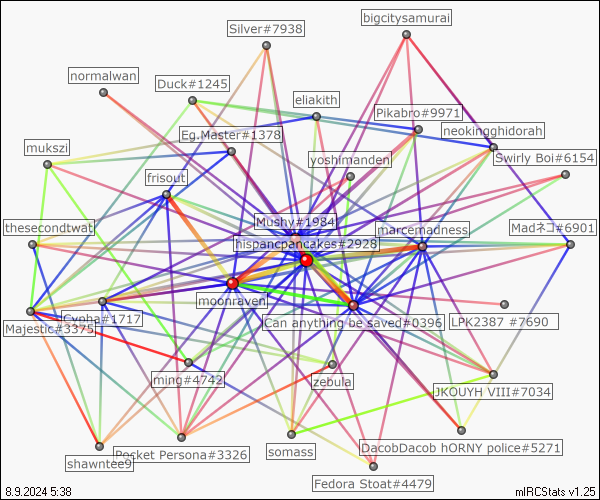 bigcitysamurai
Silver#7938
normalwan
Duck#1245
eliakith
Pikabro#9971
Eg.Master#1378
neokingghidorah
mukszi
yoshimanden
Swirly Boi#6154
frisout
Mushy#1984
thesecondtwat
marcemadness
Madネコ#6901
hispancpancakes#2928
moonraven
Cypha#1717
Can anything be saved#0396
LPK2387 #7690
Majestic#3375
ming#4742
zebula
JKOUYH VIII#7034
somass
DacobDacob hORNY police#5271
Pocket Persona#3326
shawntee9
Fedora Stoat#4479
8.9.2024 5:38
mIRCStats v1.25